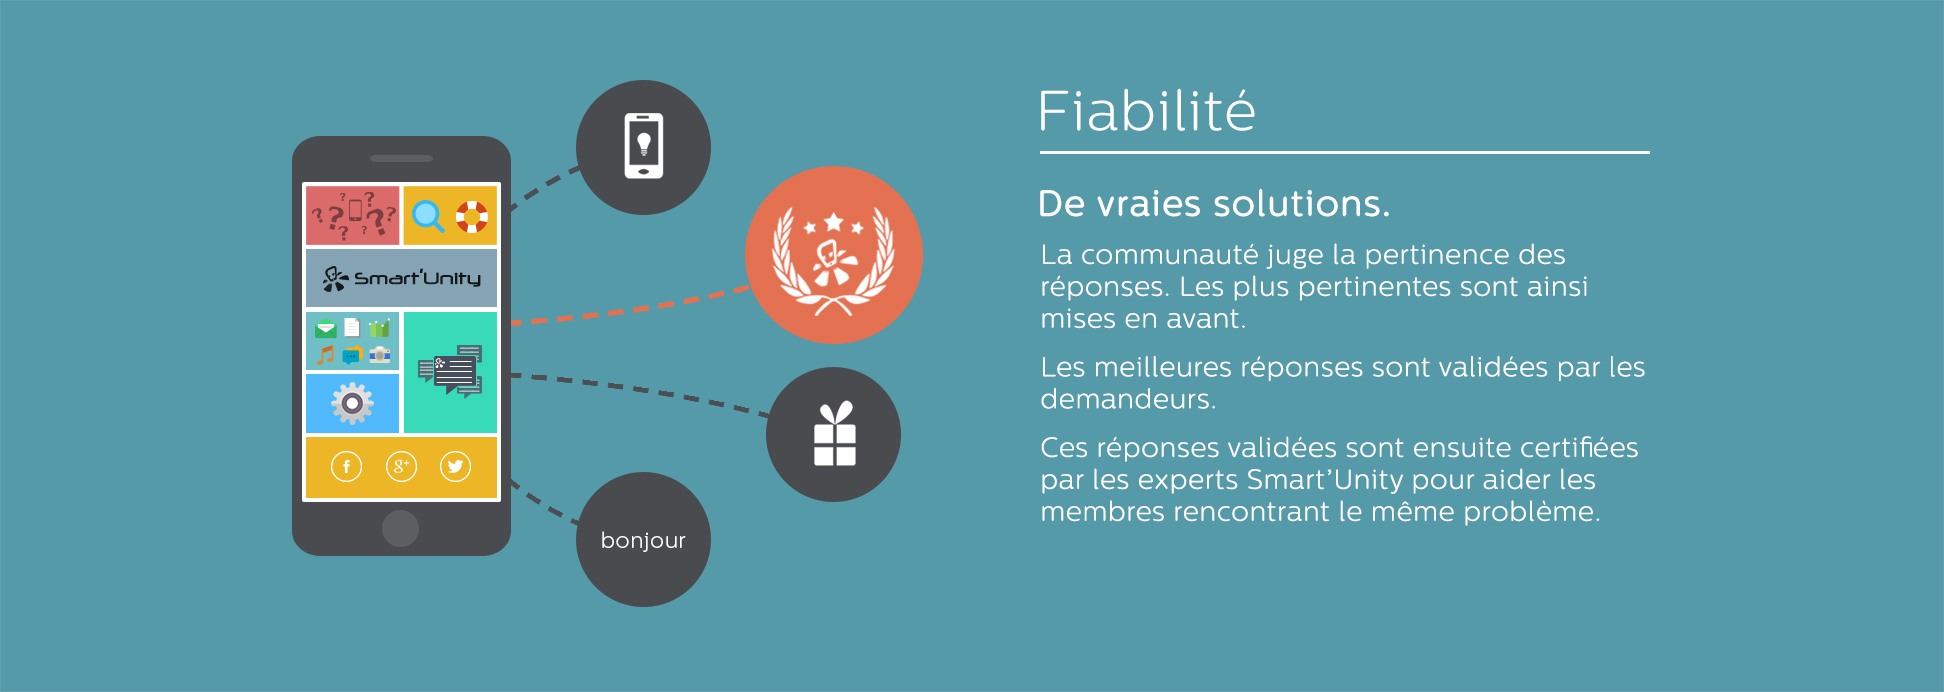 Fiabilité
De vraies solutions.
La communauté juge la pertinence des
réponses. Les plus pertinentes sont ainsi
mises en avant.
Les meilleures réponses sont validées par les
demandeurs.
Ces réponses validées sont ensuite certifiées
par les experts Smart’Unity pour aider les
membres rencontrant le même problème.
? ? ? ? ? ? ?
Smart'Unity
f
g+
bonjour